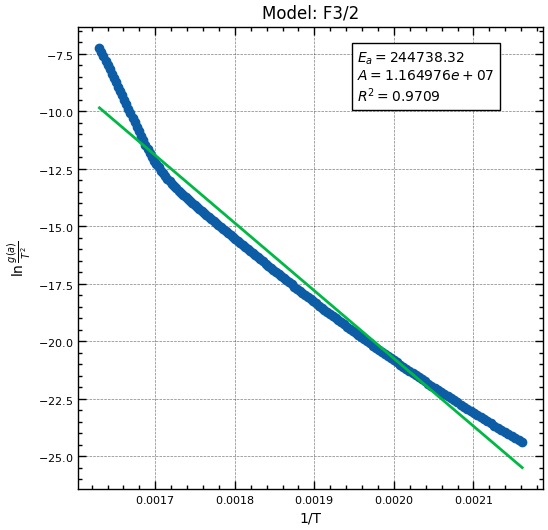 Model: F3/2
E_a = 244738.32
A = 1.164976e + 07
R^2 = 0.9709
−7.5
−10.0
−12.5
−15.0
−17.5
−20.0
−22.5
−25.0
ln g(a)/T^2
0.0017 0.0018 0.0019 0.0020 0.0021
1/T